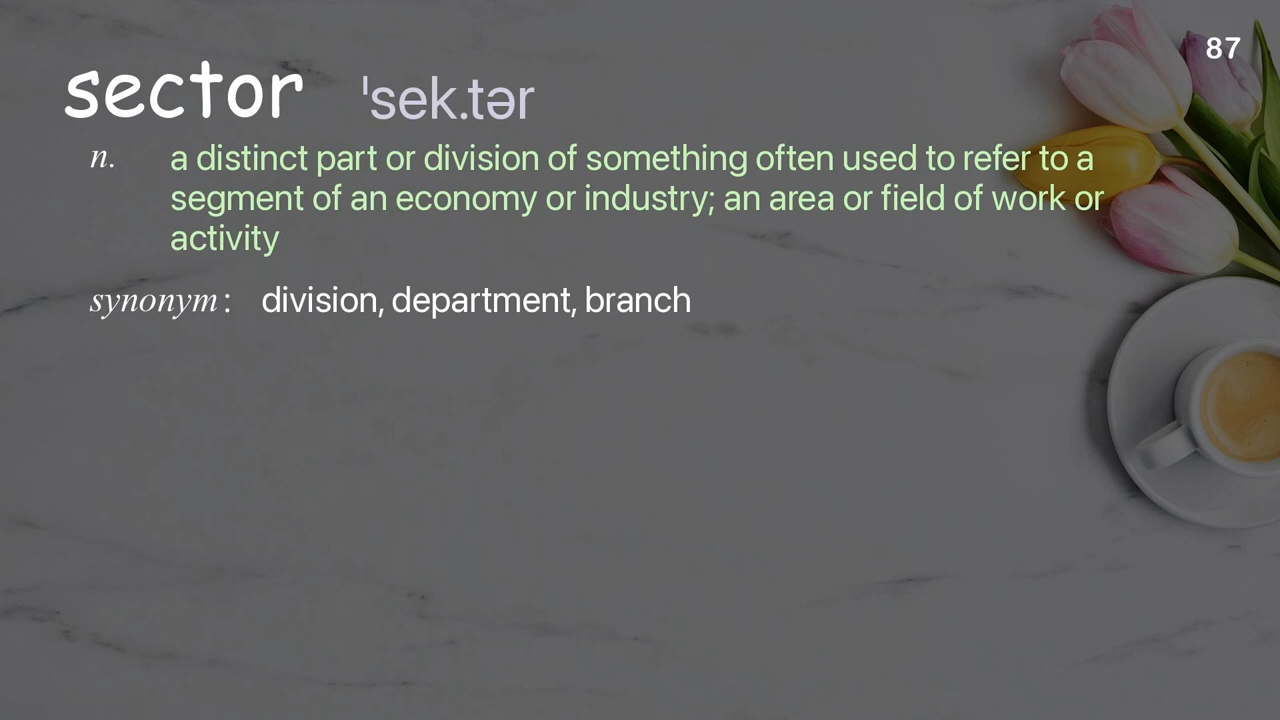 87
sector ˈsek.tər
n. a distinct part or division of something often used to refer to a
segment of an economy or industry; an area or field of work or
activity
synonym: division, department, branch